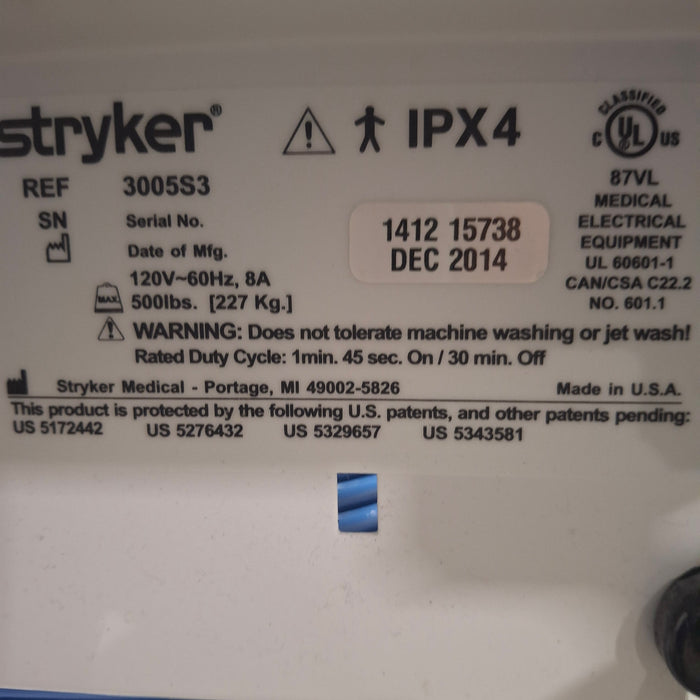 stryker® IPX4
CLASSIFIED
C UL US
REF 3005S3
87VL
MEDICAL
ELECTRICAL
EQUIPMENT
UL 60601-1
CAN/CSA C22.2
NO. 601.1
SN Serial No. 1412 15738
Date of Mfg. DEC 2014
120V~60Hz, 8A
MAX 500lbs. [227 Kg.]
WARNING: Does not tolerate machine washing or jet wash!
Rated Duty Cycle: 1min. 45 sec. On / 30 min. Off
Stryker Medical - Portage, MI 49002-5826 Made in U.S.A.
This product is protected by the following U.S. patents, and other patents pending:
US 5172442 US 5276432 US 5329657 US 5343581